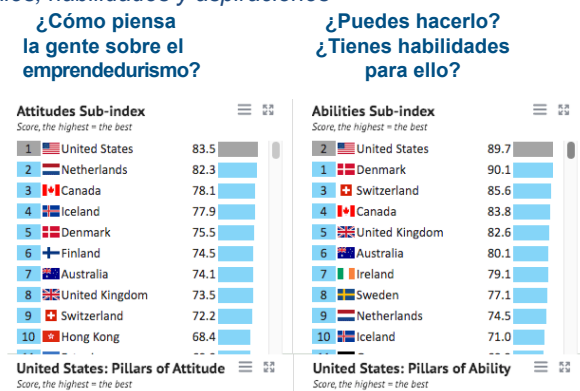 habilidades y aspiraciones
¿Cómo piensa
la gente sobre el
emprendedurismo?
Attitudes Sub-index
Score, the highest = the best
1 United States 83.5
2 Netherlands 82.3
3 Canada 78.1
4 Iceland 77.9
5 Denmark 75.5
6 Finland 74.5
7 Australia 74.1
8 United Kingdom 73.5
9 Switzerland 72.2
10 Hong Kong 68.4
United States: Pillars of Attitude
Score, the highest = the best
¿Puedes hacerlo?
¿Tienes habilidades
para ello?
Abilities Sub-index
Score, the highest = the best
2 United States 89.7
1 Denmark 90.1
3 Switzerland 85.6
4 Canada 83.8
5 United Kingdom 82.6
6 Australia 80.1
7 Ireland 79.1
8 Sweden 77.1
9 Netherlands 74.5
10 Iceland 71.0
United States: Pillars of Ability
Score, the highest = the best